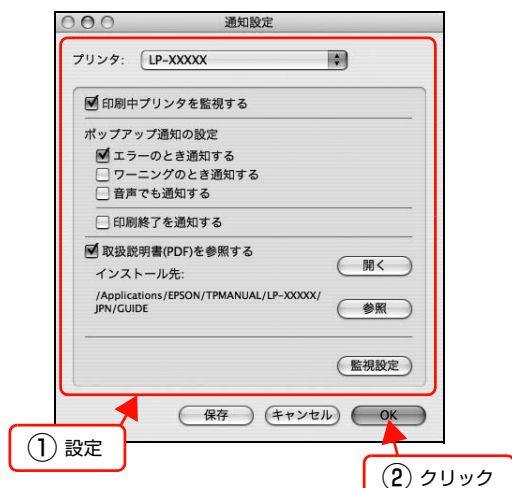 通知設定
プリンタ: LP-XXXXX
印刷中プリンタを監視する
ポップアップ通知の設定
エラーのとき通知する
ワーニングのとき通知する
音声でも通知する
印刷終了を通知する
取扱説明書(PDF)を参照する
開く
インストール先:
/Applications/EPSON/TPMANUAL/LP-XXXXX/
JPN/GUIDE
参照
監視設定
保存 キャンセル OK
① 設定
② クリック